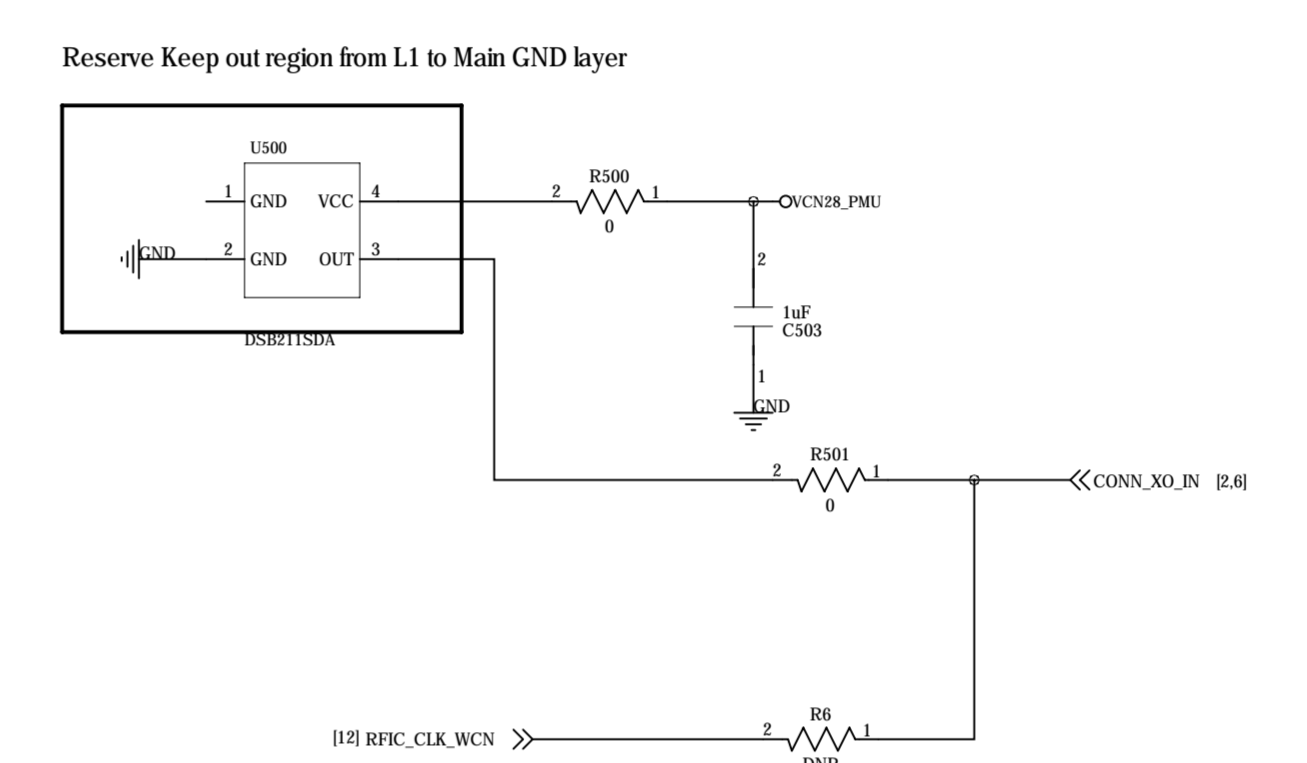 Reserve Keep out region from L1 to Main GND layer
U500
1 GND VCC 4
2 GND OUT 3
GND
DSB211SDA
R500
2 1
0
VCN28_PMU
2
1uF
C503
1
GND
R501
2 1
0
CONN_XO_IN [2,6]
R6
2 1
[12] RFIC_CLK_WCN